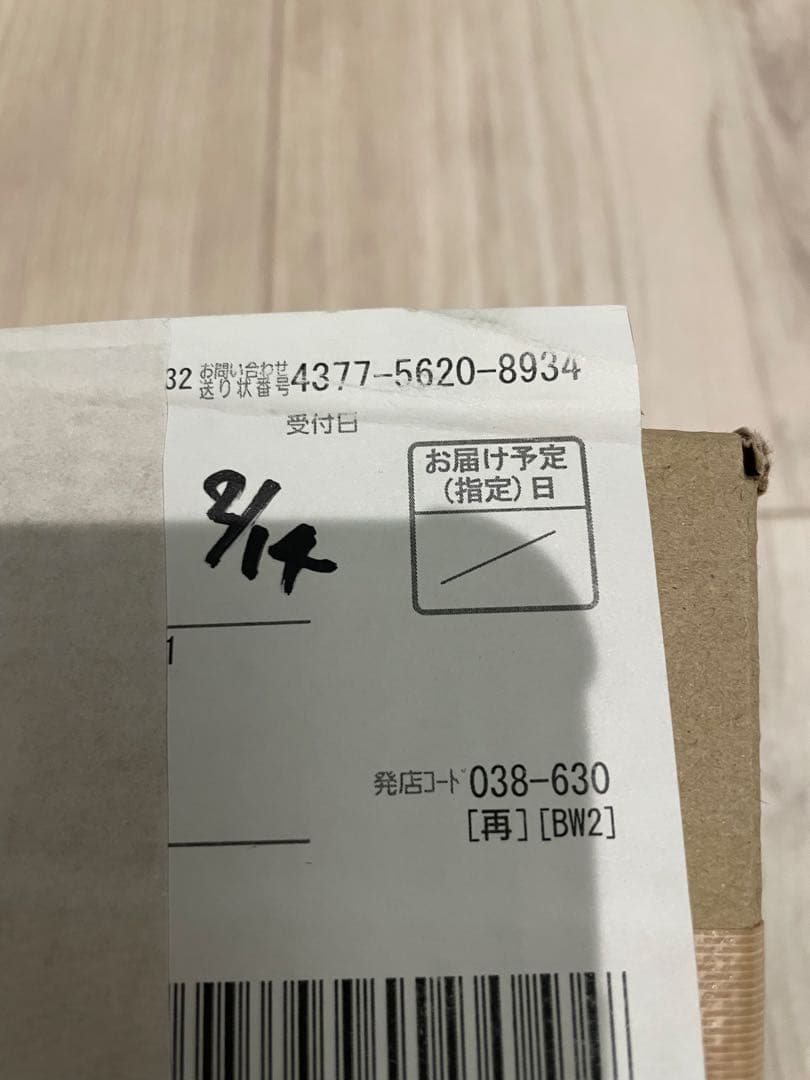 32 お問い合わせ送り状番号 4377-5620-8934
受付日
お届け予定
(指定)日
2/14
1
発店コード 038-630
[再][BW2]